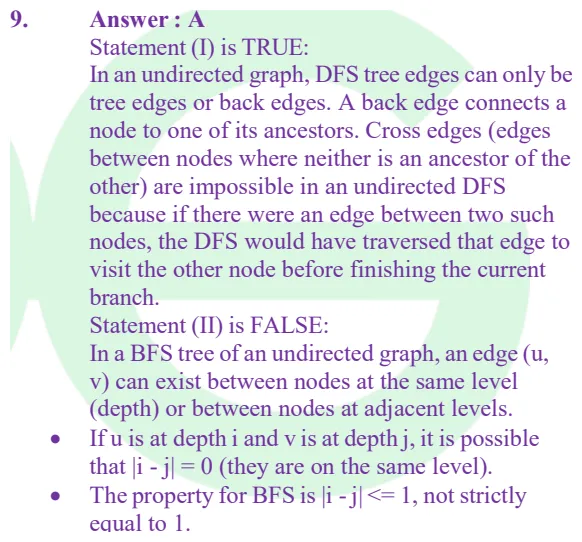 9. Answer : A
Statement (I) is TRUE:
In an undirected graph, DFS tree edges can only be
tree edges or back edges. A back edge connects a
node to one of its ancestors. Cross edges (edges
between nodes where neither is an ancestor of the
other) are impossible in an undirected DFS
because if there were an edge between two such
nodes, the DFS would have traversed that edge to
visit the other node before finishing the current
branch.
Statement (II) is FALSE:
In a BFS tree of an undirected graph, an edge (u,
v) can exist between nodes at the same level
(depth) or between nodes at adjacent levels.
• If u is at depth i and v is at depth j, it is possible
that |i - j| = 0 (they are on the same level).
• The property for BFS is |i - j| <= 1, not strictly
equal to 1.